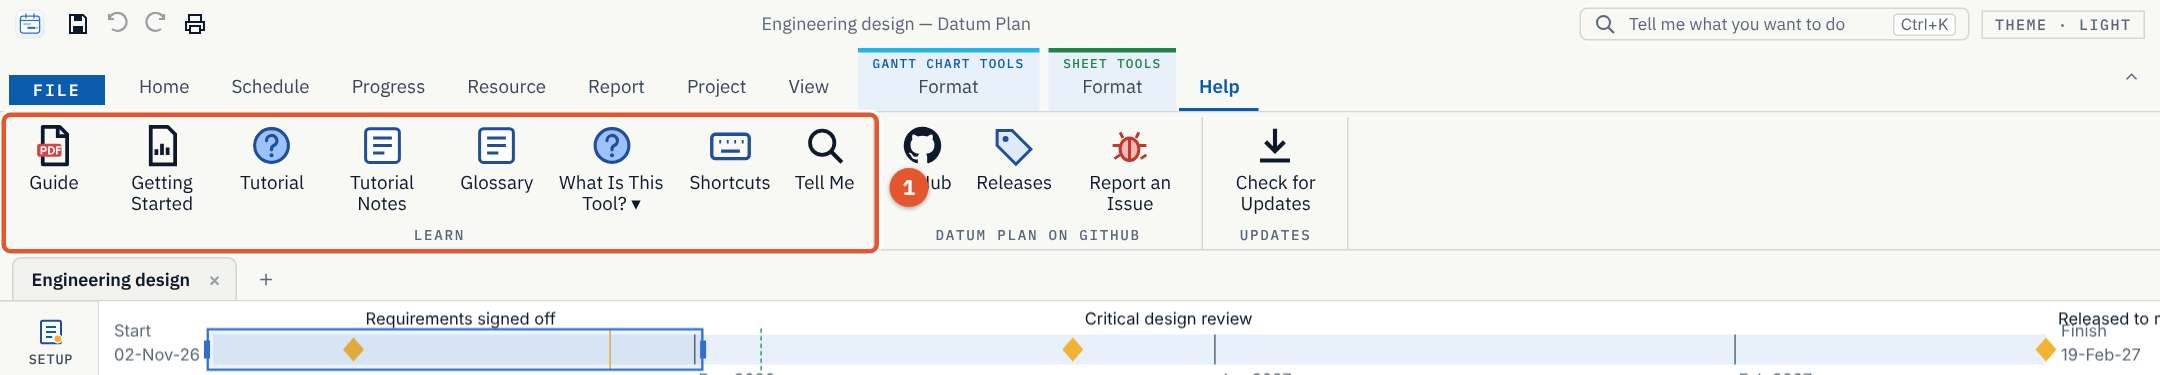 Engineering design — Datum Plan
Tell me what you want to do
Ctrl+K
THEME · LIGHT
GANTT CHART TOOLS
SHEET TOOLS
FILE
Home
Schedule
Progress
Resource
Report
Project
View
Format
Format
Help
PDF
Guide
Getting
Started
Tutorial
Tutorial
Notes
Glossary
What Is This
Tool? ▾
Shortcuts
Tell Me
LEARN
1
ub
Releases
Report an
Issue
DATUM PLAN ON GITHUB
Check for
Updates
UPDATES
Engineering design ×
+
SETUP
Start
02-Nov-26
Requirements signed off
Critical design review
Released to
Finish
19-Feb-27